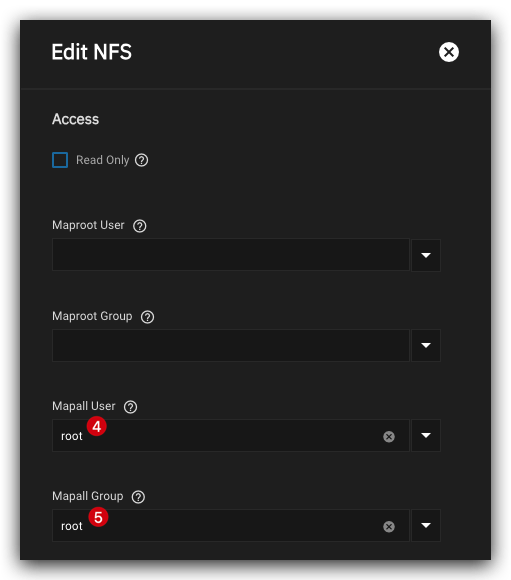 Edit NFS
Access
Read Only ?
Maproot User ?
Maproot Group ?
Mapall User ?
root 4
Mapall Group ?
root 5